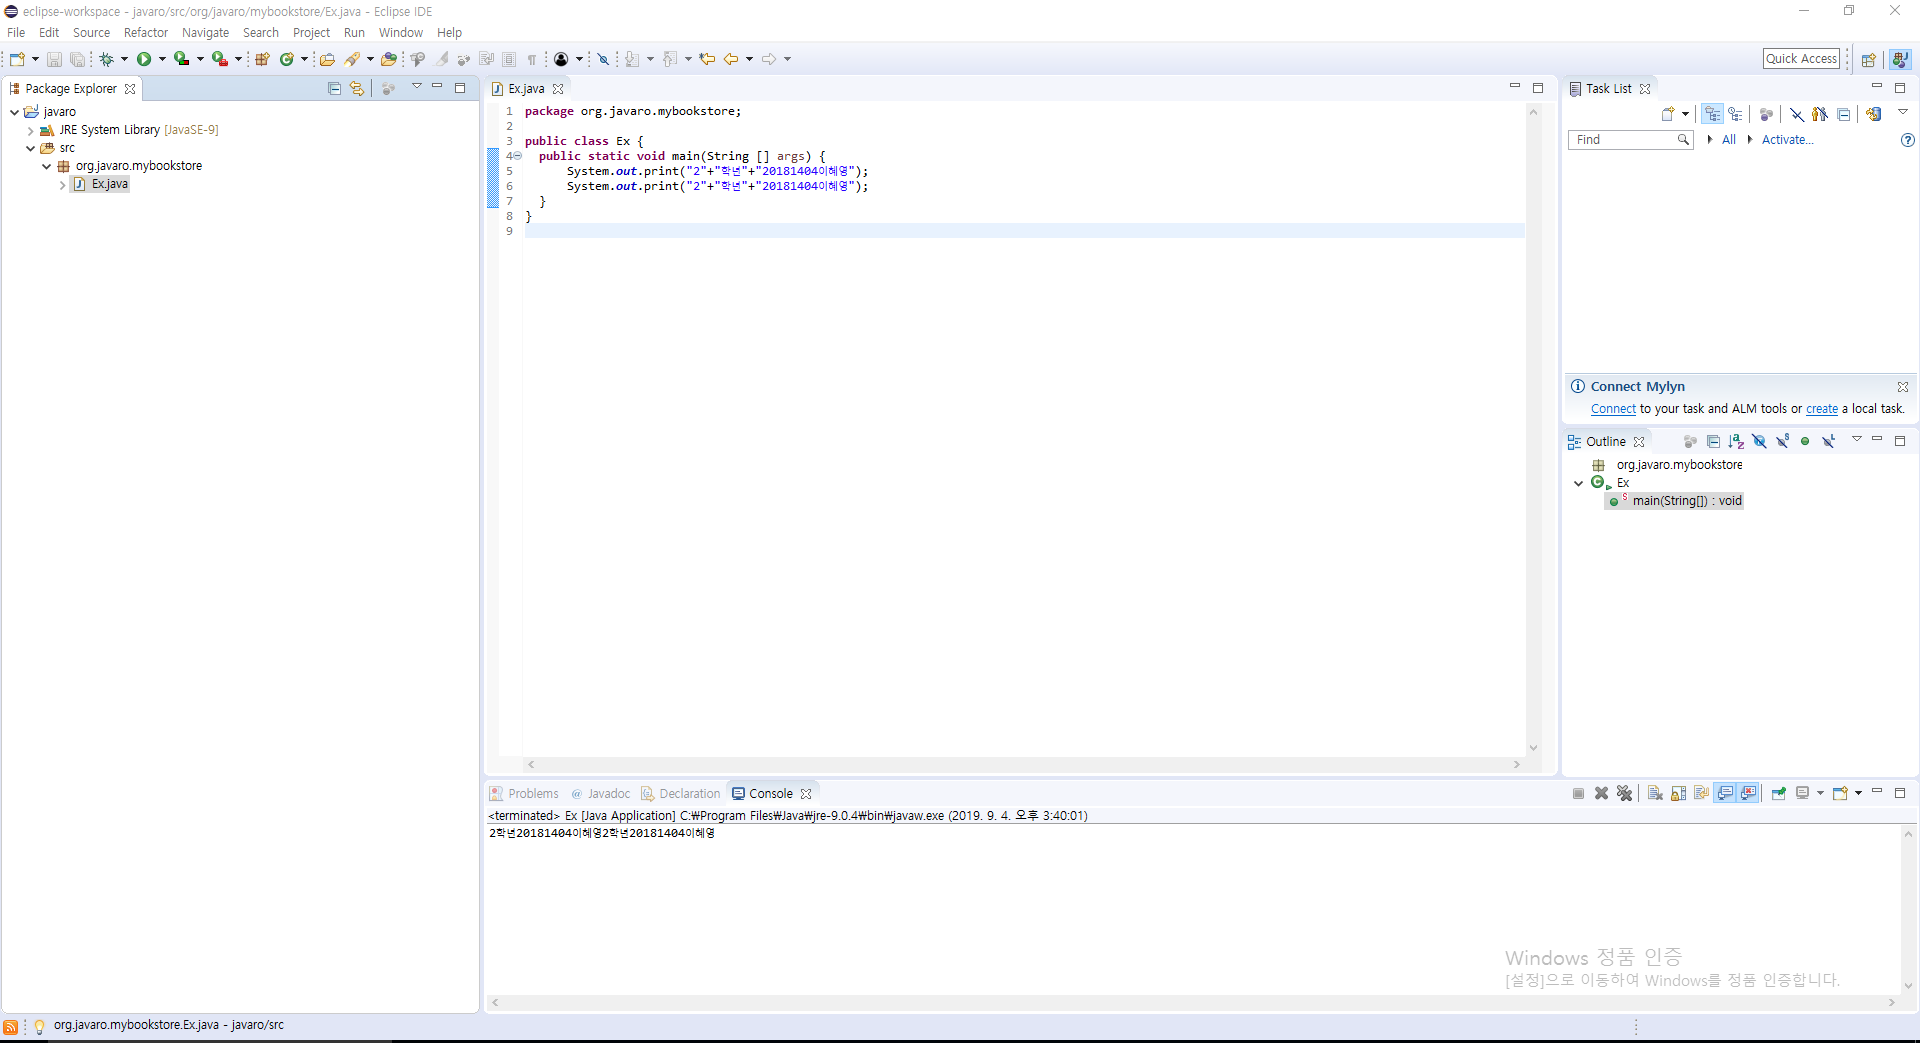 eclipse-workspace - javaro/src/org/javaro/mybookstore/Ex.java - Eclipse IDE
File Edit Source Refactor Navigate Search Project Run Window Help
Quick Access
Package Explorer
javaro
JRE System Library [JavaSE-9]
src
org.javaro.mybookstore
Ex.java
Ex.java
1 package org.javaro.mybookstore;
2
3 public class Ex {
4 public static void main(String [] args) {
5 System.out.print("2"+"학년"+"20181404이혜영");
6 System.out.print("2"+"학년"+"20181404이혜영");
7 }
8 }
9
Task List
Find All Activate...
Connect Mylyn
Connect to your task and ALM tools or create a local task.
Outline
org.javaro.mybookstore
Ex
main(String[]) : void
Problems @ Javadoc Declaration Console
<terminated> Ex [Java Application] C:₩Program Files₩Java₩jre-9.0.4₩bin₩javaw.exe (2019. 9. 4. 오후 3:40:01)
2학년20181404이혜영2학년20181404이혜영
Windows 정품 인증
[설정]으로 이동하여 Windows를 정품 인증합니다.
org.javaro.mybookstore.Ex.java - javaro/src